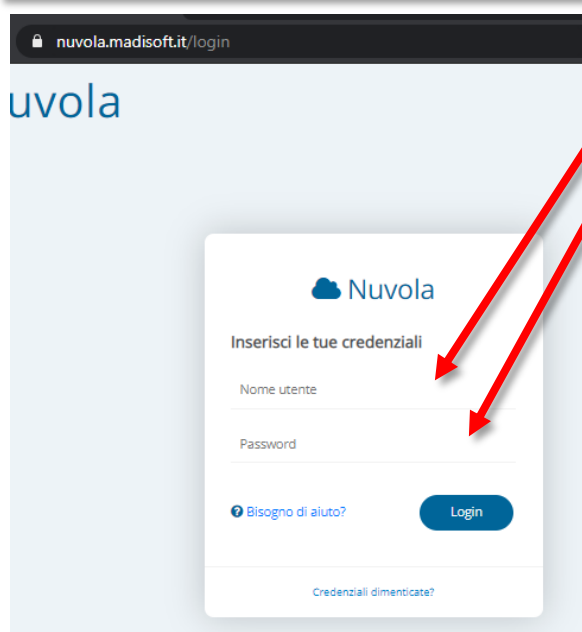 nuvola.madisoft.it/login
uvola
Nuvola
Inserisci le tue credenziali
Nome utente
Password
Bisogno di aiuto?
Login
Credenziali dimenticate?